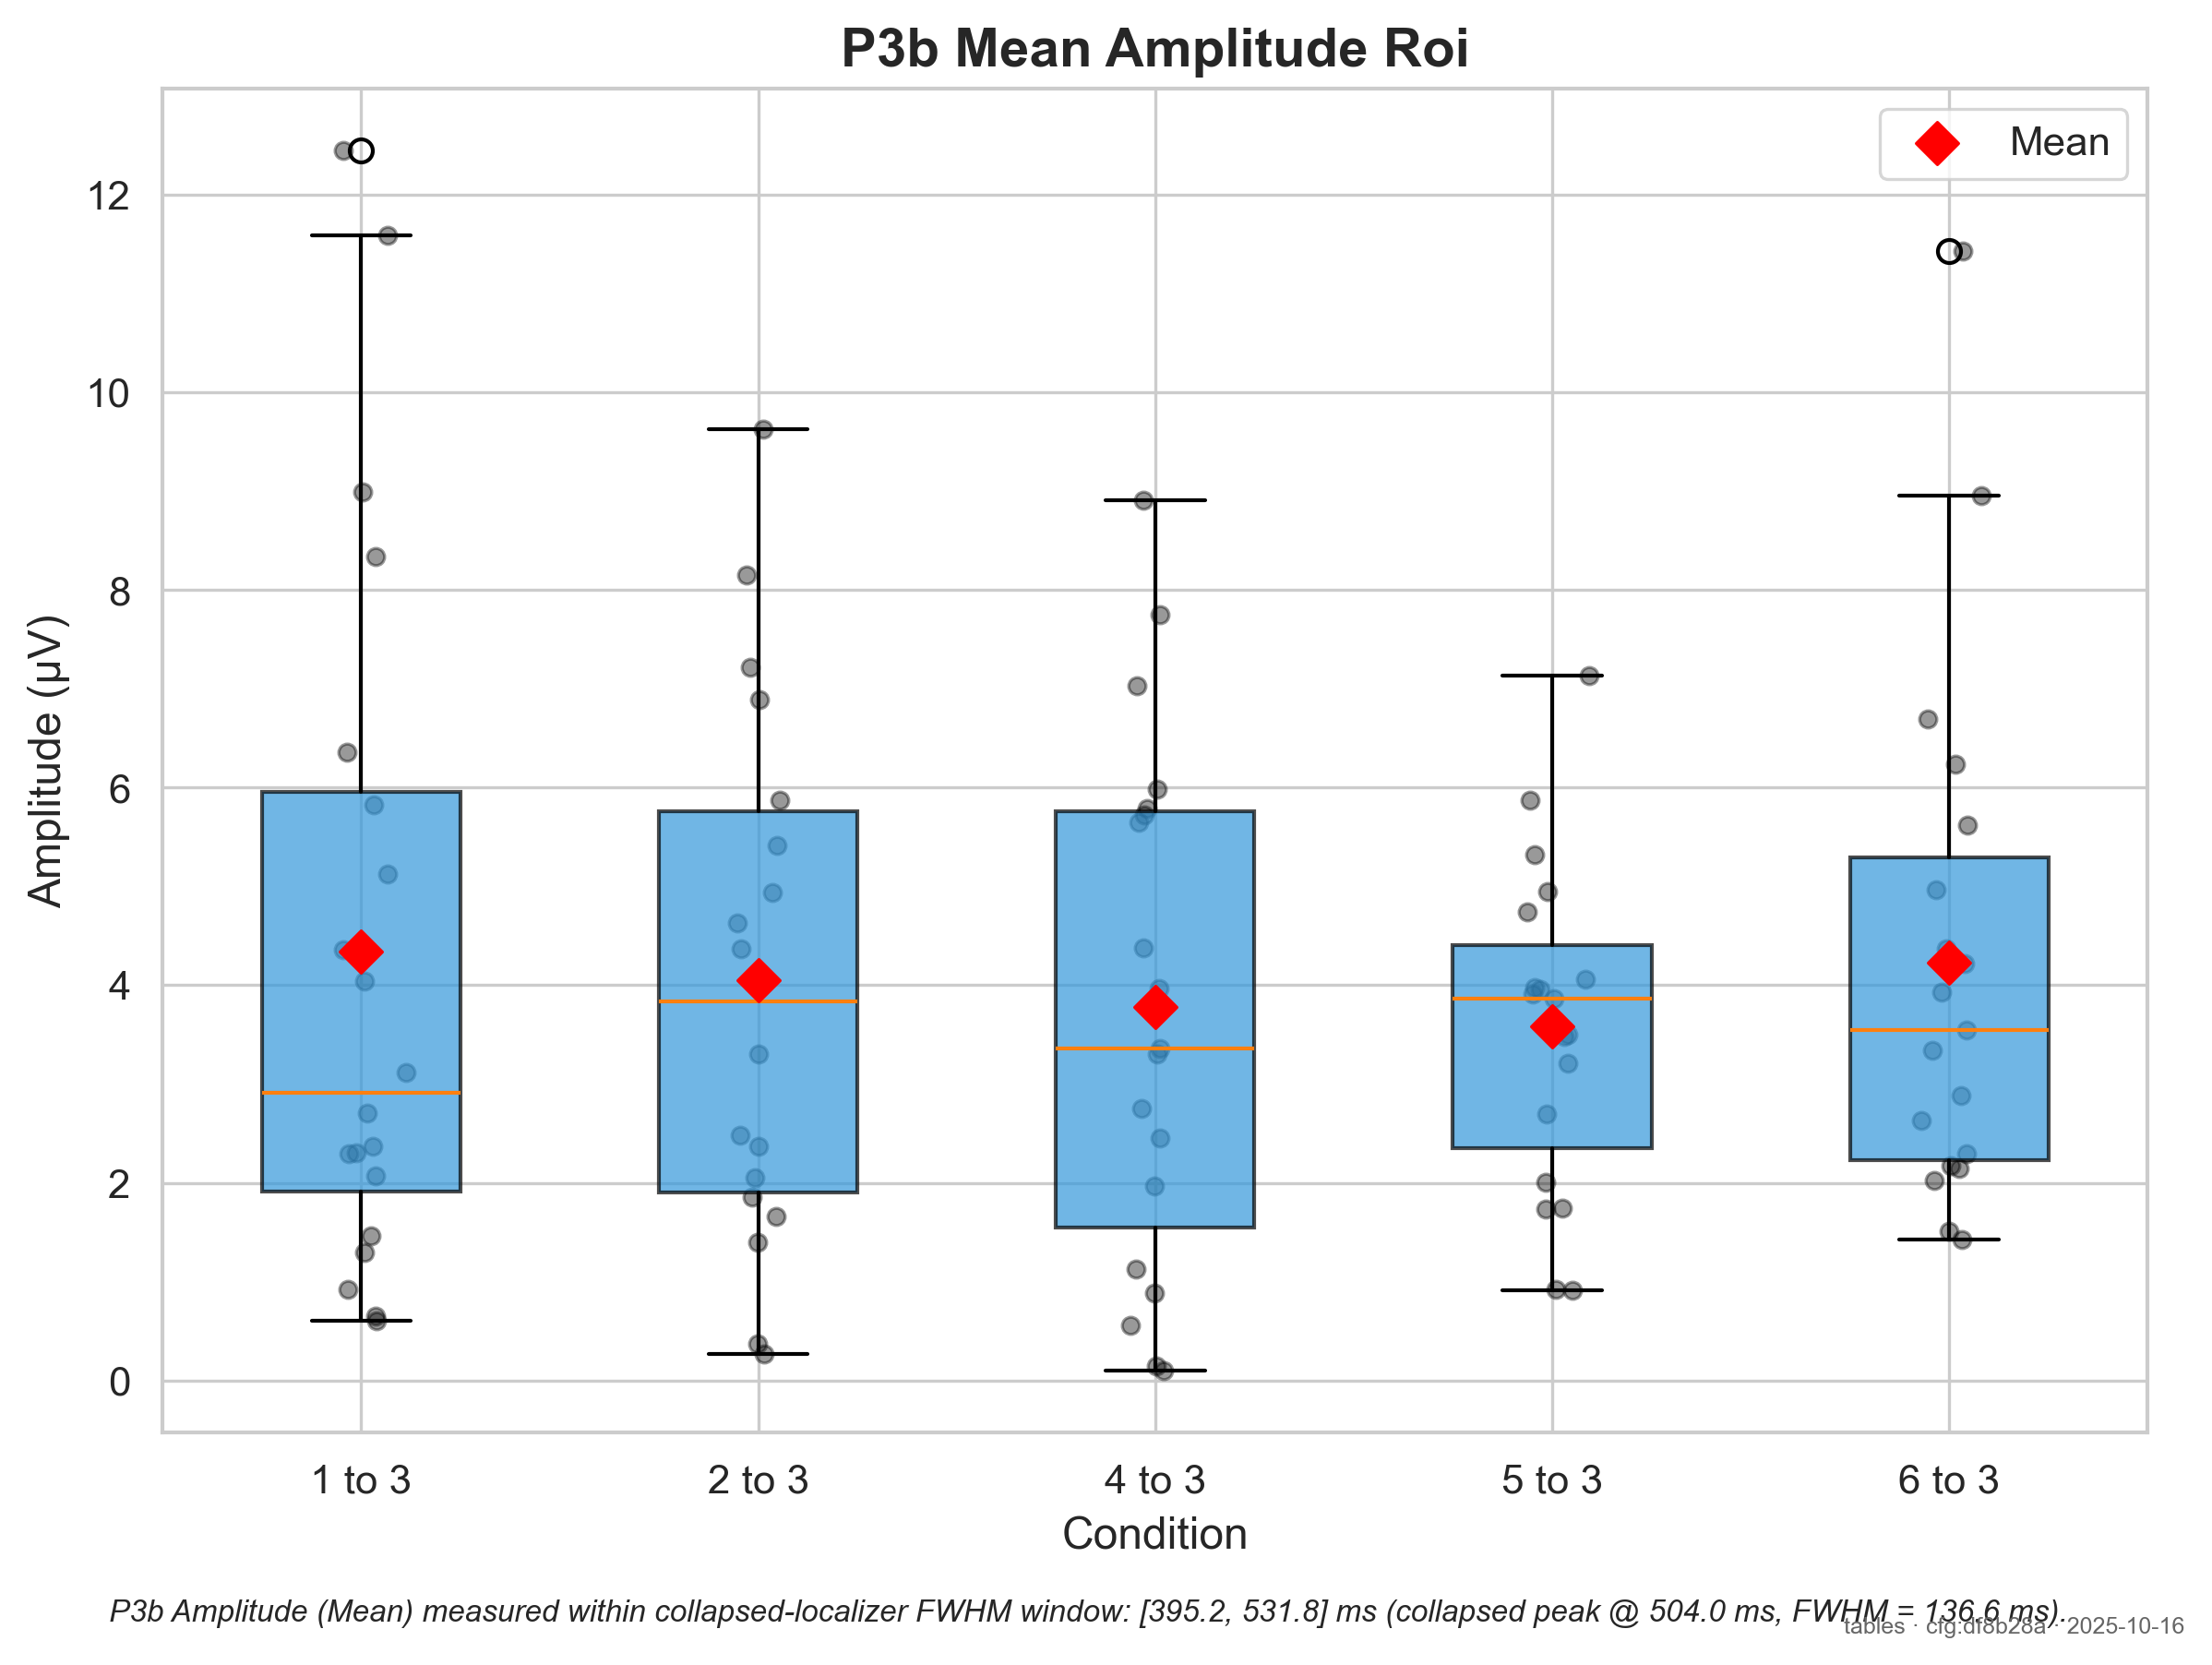 P3b Mean Amplitude Roi
Mean
12
10
8
6
4
2
0
Amplitude (µV)
1 to 3
2 to 3
4 to 3
5 to 3
6 to 3
Condition
P3b Amplitude (Mean) measured within collapsed-localizer FWHM window: [395.2, 531.8] ms (collapsed peak @ 504.0 ms, FWHM = 136.6 ms).
tables · cfg:df8b28a · 2025-10-16